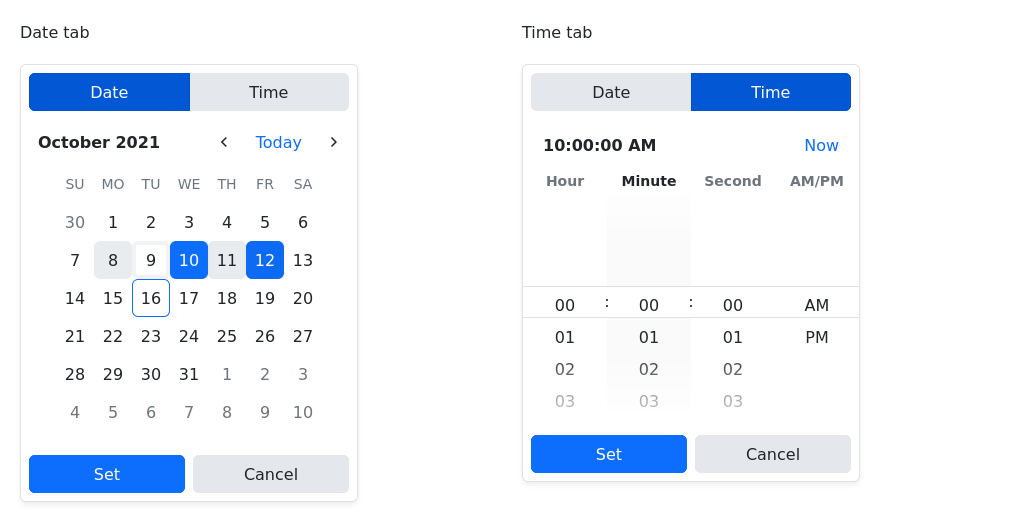 Date tab
Date Time
October 2021 Today
SU MO TU WE TH FR SA
30 1 2 3 4 5 6
7 8 9 10 11 12 13
14 15 16 17 18 19 20
21 22 23 24 25 26 27
28 29 30 31 1 2 3
4 5 6 7 8 9 10
Set Cancel
Time tab
Date Time
10:00:00 AM Now
Hour Minute Second AM/PM
00 : 00 : 00 AM
01 01 01 PM
02 02 02
03 03 03
Set Cancel